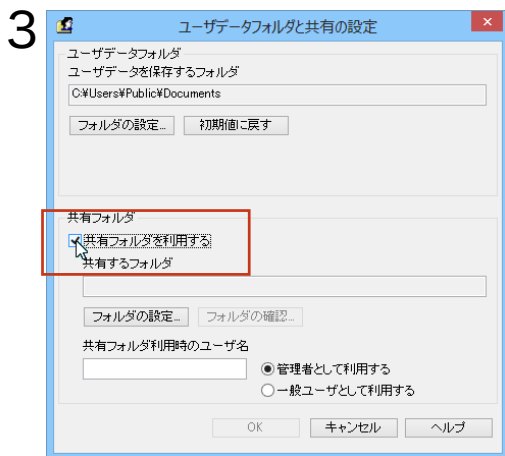 3
ユーザデータフォルダと共有の設定
ユーザデータフォルダ
ユーザデータを保存するフォルダ
C:¥Users¥Public¥Documents
フォルダの設定... 初期値に戻す
共有フォルダ
共有フォルダを利用する
共有するフォルダ
フォルダの設定... フォルダの確認...
共有フォルダ利用時のユーザ名
管理者として利用する
一般ユーザとして利用する
OK キャンセル ヘルプ